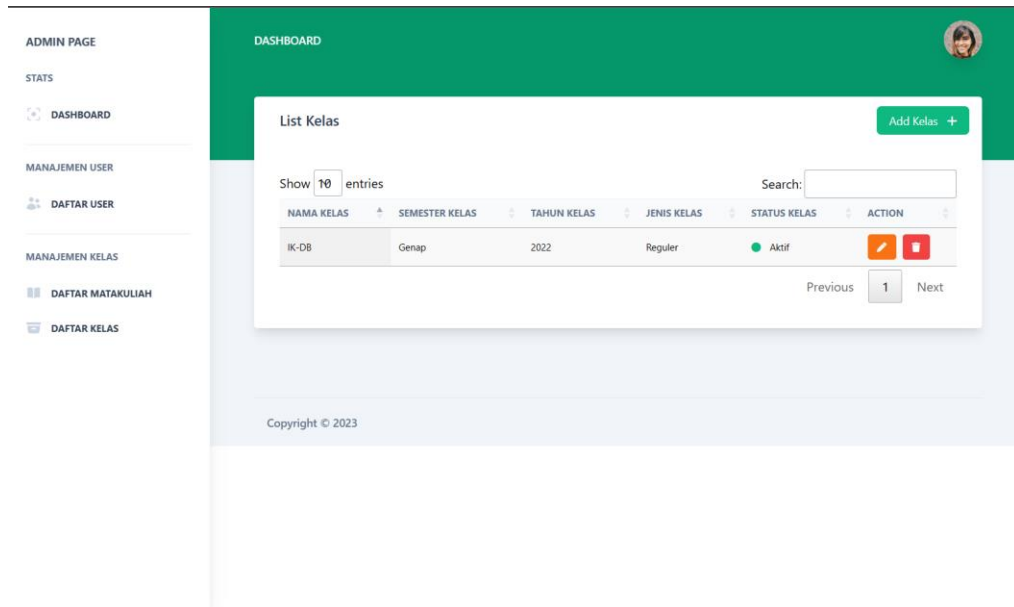 ADMIN PAGE
STATS
DASHBOARD
MANAJEMEN USER
DAFTAR USER
MANAJEMEN KELAS
DAFTAR MATAKULIAH
DAFTAR KELAS
DASHBOARD
List Kelas
Add Kelas +
Show 10 entries
Search:
NAMA KELAS SEMESTER KELAS TAHUN KELAS JENIS KELAS STATUS KELAS ACTION
IK-DB Genap 2022 Reguler Aktif
Previous 1 Next
Copyright © 2023